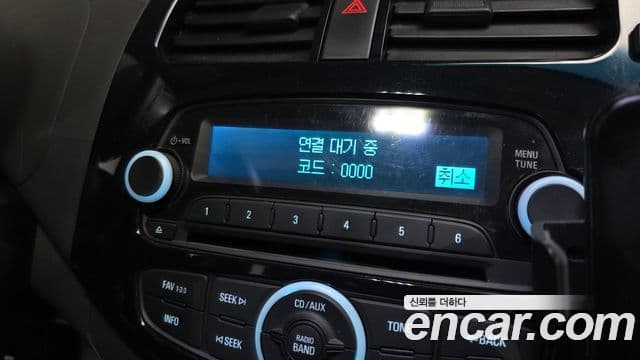 연결 대기 중
코드 : 0000
취소
VOL
MENU
TUNE
1 2 3 4 5 6
FAV 1·2·3
SEEK
CD/AUX
INFO
SEEK
RADIO
BAND
BACK
신뢰를 더하다
encar.com